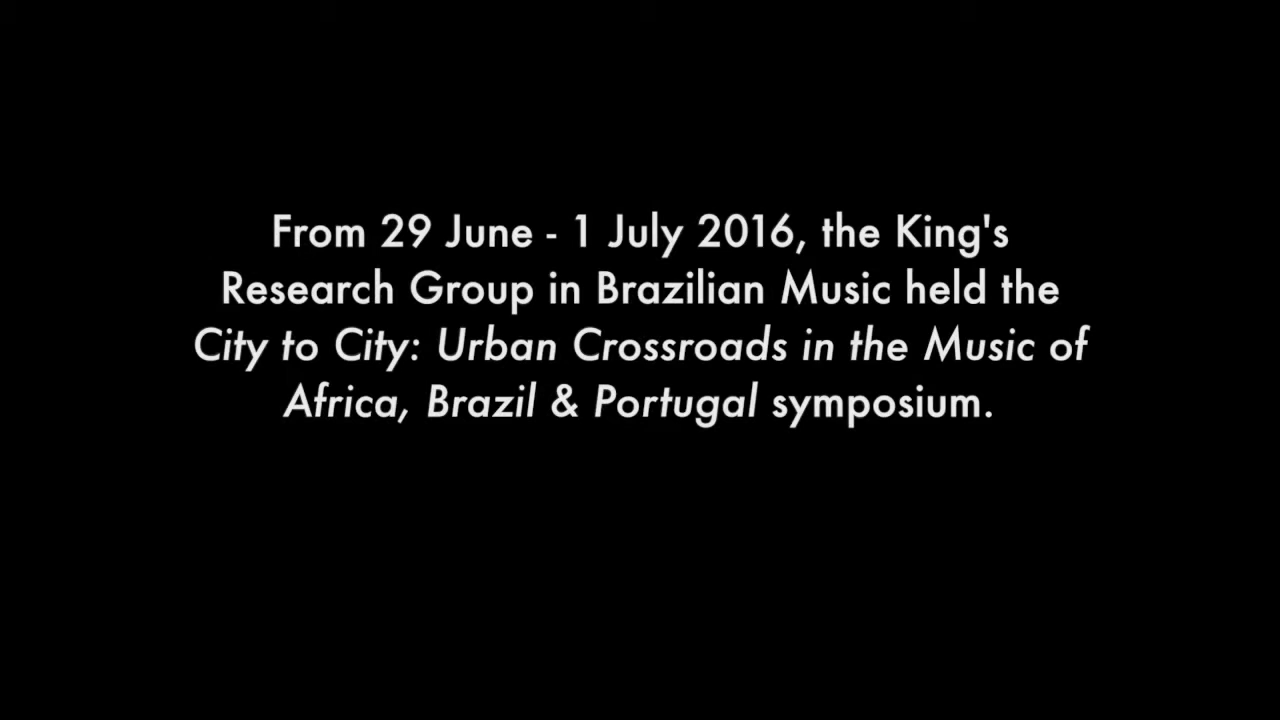 From 29 June - 1 July 2016, the King's
Research Group in Brazilian Music held the
City to City: Urban Crossroads in the Music of
Africa, Brazil & Portugal symposium.